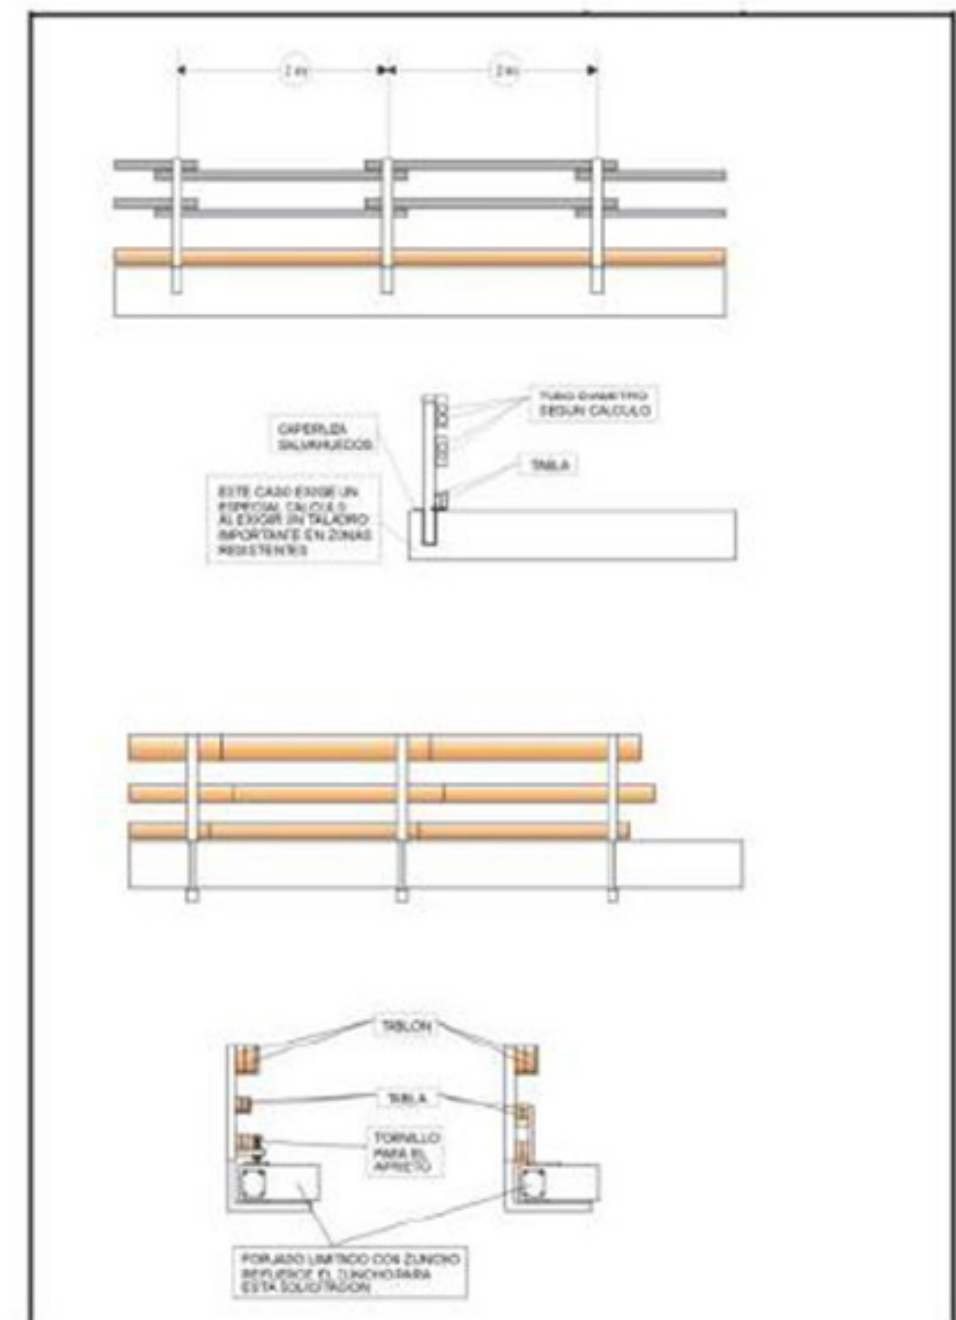 2 m
2 m
TUBO DIAMETRO
SEGUN CALCULO
CAPERUZA
SALVAHUECOS
TABLA
ESTE CASO EXIGE UN
ESPECIAL CALCULO
AL EXIGIR UN TALADRO
IMPORTANTE EN ZONAS
RESISTENTES
TABLON
TABLA
TORNILLO
PARA EL
APRIETO
FORJADO LIMITADO CON ZUNCHO
REFUERCE EL ZUNCHO PARA
ESTA SOLICITACION